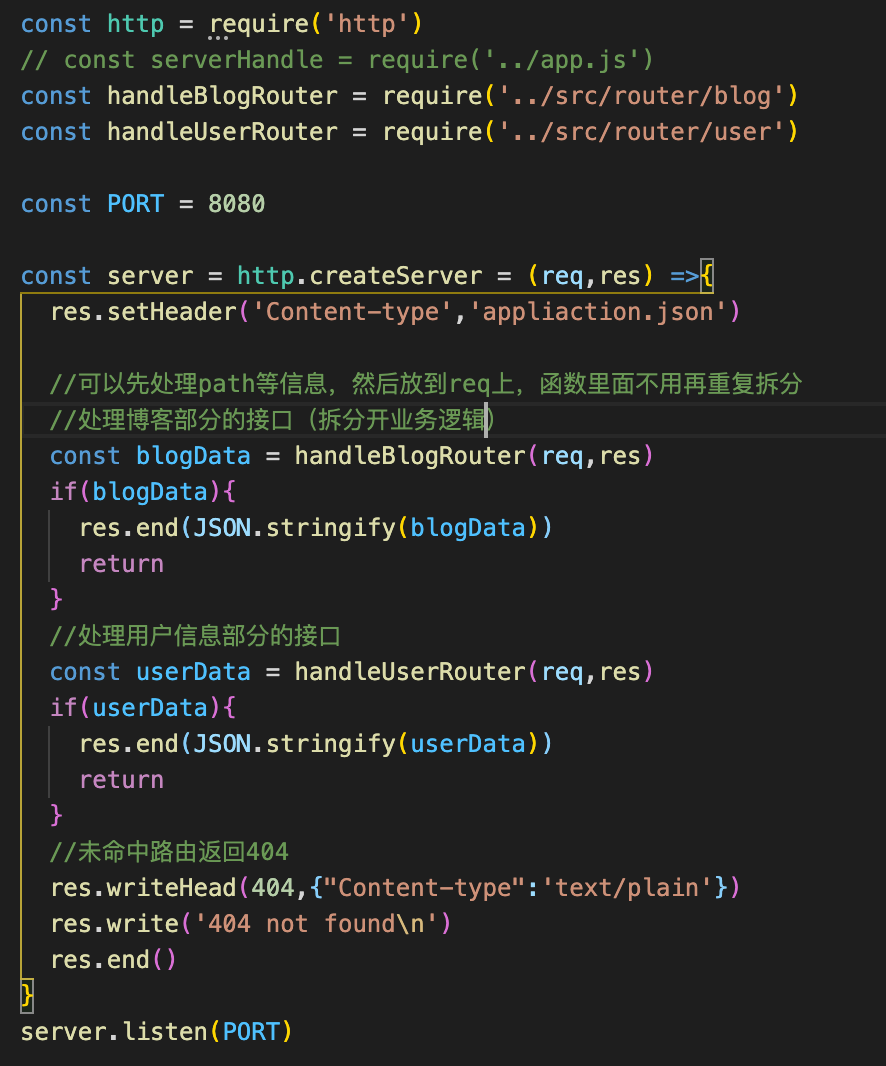 const http = require('http')
// const serverHandle = require('../app.js')
const handleBlogRouter = require('../src/router/blog')
const handleUserRouter = require('../src/router/user')
const PORT = 8080
const server = http.createServer = (req,res) =>{
res.setHeader('Content-type','appliaction.json')
//可以先处理path等信息，然后放到req上，函数里面不用再重复拆分
//处理博客部分的接口（拆分开业务逻辑）
const blogData = handleBlogRouter(req,res)
if(blogData){
res.end(JSON.stringify(blogData))
return
}
//处理用户信息部分的接口
const userData = handleUserRouter(req,res)
if(userData){
res.end(JSON.stringify(userData))
return
}
//未命中路由返回404
res.writeHead(404,{"Content-type":'text/plain'})
res.write('404 not found\n')
res.end()
}
server.listen(PORT)